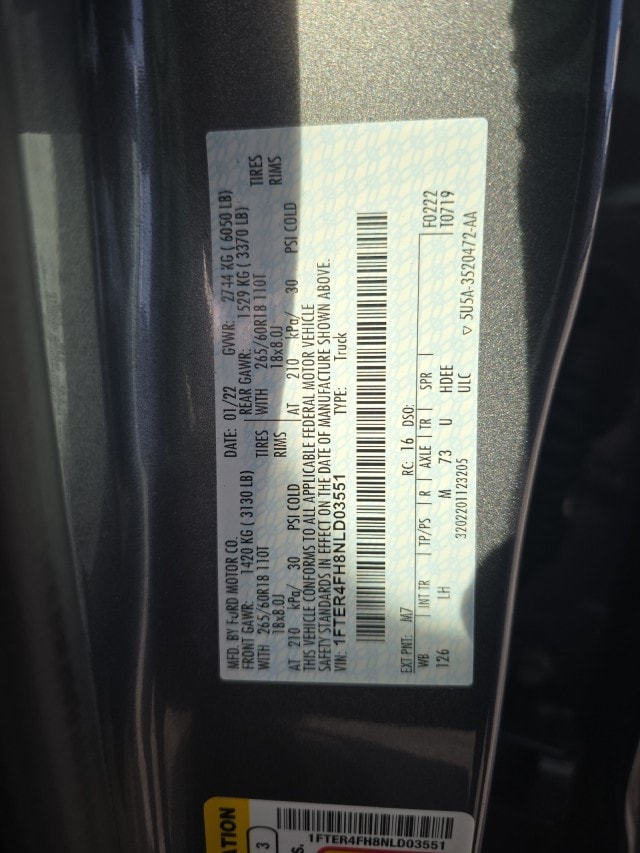 MFD. BY FORD MOTOR CO.
DATE: 01/22 GVWR: 2744 KG ( 6050 LB)
FRONT GAWR: 1420 KG ( 3130 LB) REAR GAWR: 1529 KG ( 3370 LB)
WITH 265/60R18 110T TIRES WITH 265/60R18 110T TIRES
18x8.0J RIMS 18x8.0J RIMS
AT 210 kPa/ 30 PSI COLD AT 210 kPa/ 30 PSI COLD
THIS VEHICLE CONFORMS TO ALL APPLICABLE FEDERAL MOTOR VEHICLE
SAFETY STANDARDS IN EFFECT ON THE DATE OF MANUFACTURE SHOWN ABOVE.
VIN: 1FTER4FH8NLD03551 TYPE: Truck
EXT PNT: M7 RC: 16 DSO: F0222
WB INT TR TP/PS R AXLE TR SPR T0719
126 LH M 73 U HDEE
ULC
3202201123205 ▽ 5U5A-3520472-AA
ATION
3
S.
1FTER4FH8NLD03551